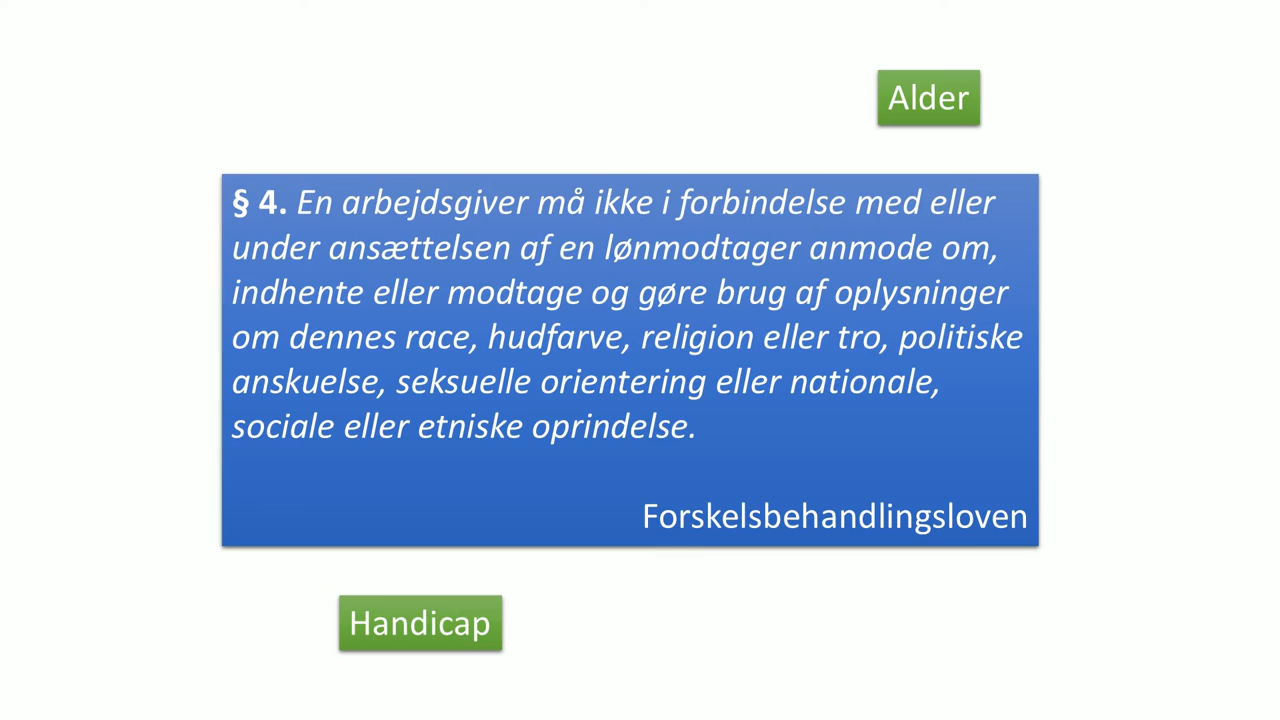 Alder
§ 4. En arbejdsgiver må ikke i forbindelse med eller
under ansættelsen af en lønmodtager anmode om,
indhente eller modtage og gøre brug af oplysninger
om dennes race, hudfarve, religion eller tro, politiske
anskuelse, seksuelle orientering eller nationale,
sociale eller etniske oprindelse.
Forskelsbehandlingsloven
Handicap